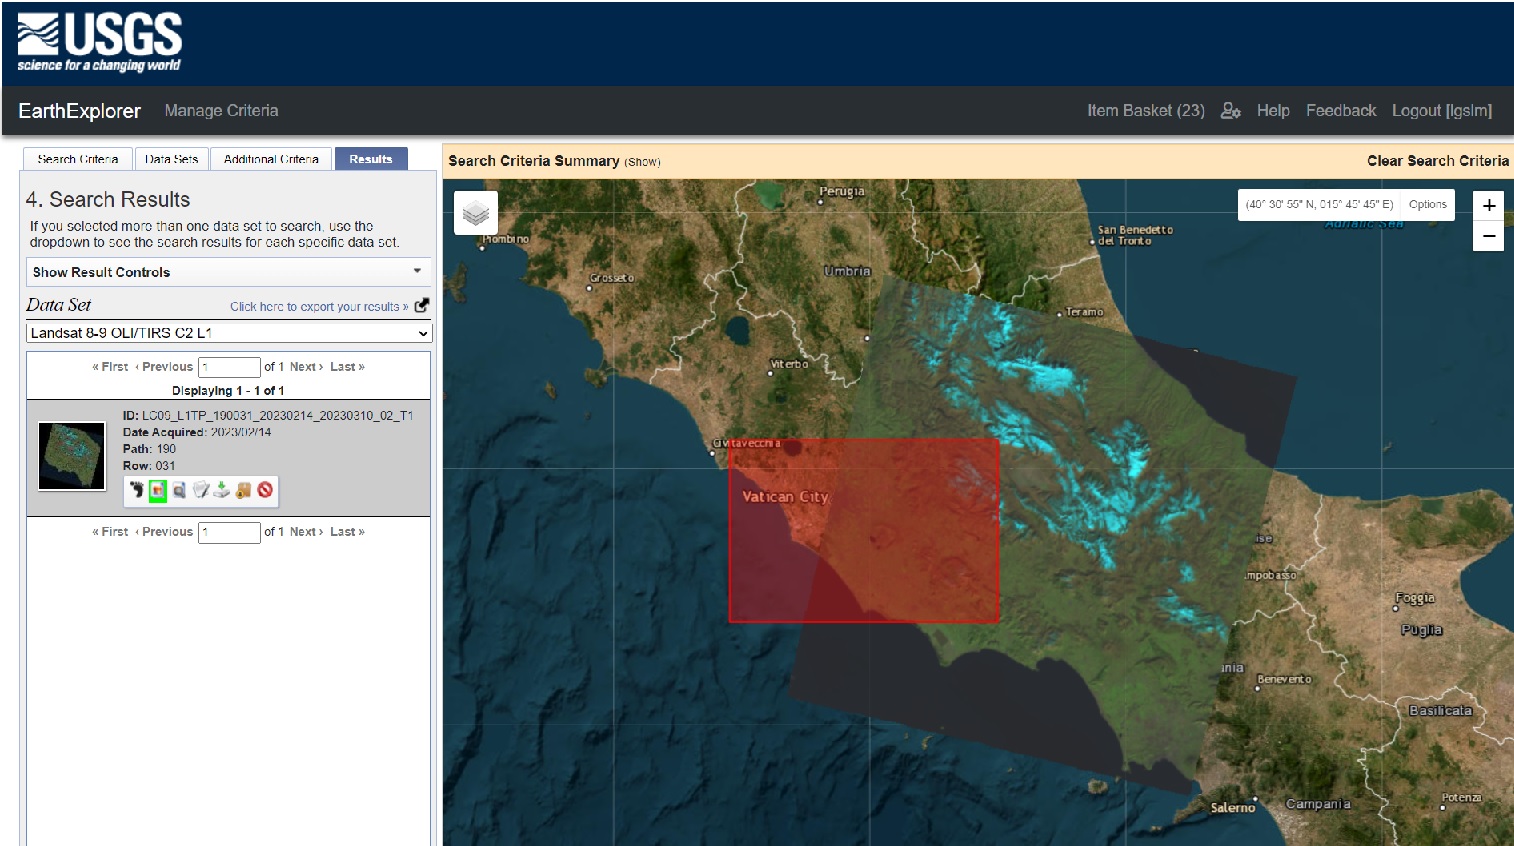 USGS
science for a changing world
EarthExplorer Manage Criteria Item Basket (23) Help Feedback Logout [lgslm]
Search Criteria Data Sets Additional Criteria Results
Search Criteria Summary (Show) Clear Search Criteria
4. Search Results
If you selected more than one data set to search, use the
dropdown to see the search results for each specific data set.
Show Result Controls
Data Set Click here to export your results »
Landsat 8-9 OLI/TIRS C2 L1
« First ‹ Previous 1 of 1 Next › Last »
Displaying 1 - 1 of 1
ID: LC09_L1TP_190031_20230214_20230310_02_T1
Date Acquired: 2023/02/14
Path: 190
Row: 031
« First ‹ Previous 1 of 1 Next › Last »
(40° 30' 55" N, 015° 45' 45" E) Options
+
−
Perugia
Adriatic Sea
San Benedetto
del Tronto
Piombino
Umbria
Grosseto
Teramo
Viterbo
Civitavecchia
Vatican City
ise
mpobasso
Foggia
Puglia
nia
Benevento
Basilicata
Salerno
Campania
Potenza